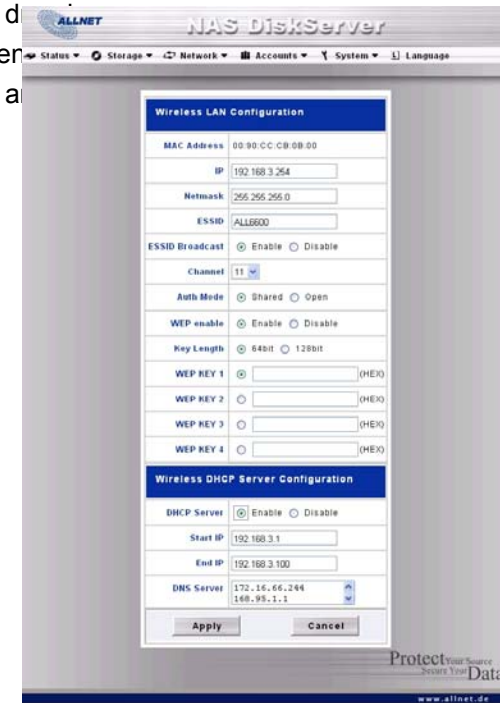 ALLNET
NAS DiskServer
Status Storage Network Accounts System Language
Wireless LAN Configuration
MAC Address 00:90:CC:CB:0B:00
IP 192.168.3.254
Netmask 255.255.255.0
ESSID ALL6600
ESSID Broadcast Enable Disable
Channel 11
Auth Mode Shared Open
WEP enable Enable Disable
Key Length 64bit 128bit
WEP KEY 1 (HEX)
WEP KEY 2 (HEX)
WEP KEY 3 (HEX)
WEP KEY 4 (HEX)
Wireless DHCP Server Configuration
DHCP Server Enable Disable
Start IP 192.168.3.1
End IP 192.168.3.100
DNS Server 172.16.66.244
168.95.1.1
Apply Cancel
Protect Your Source
Secure Your Data
www.allnet.de